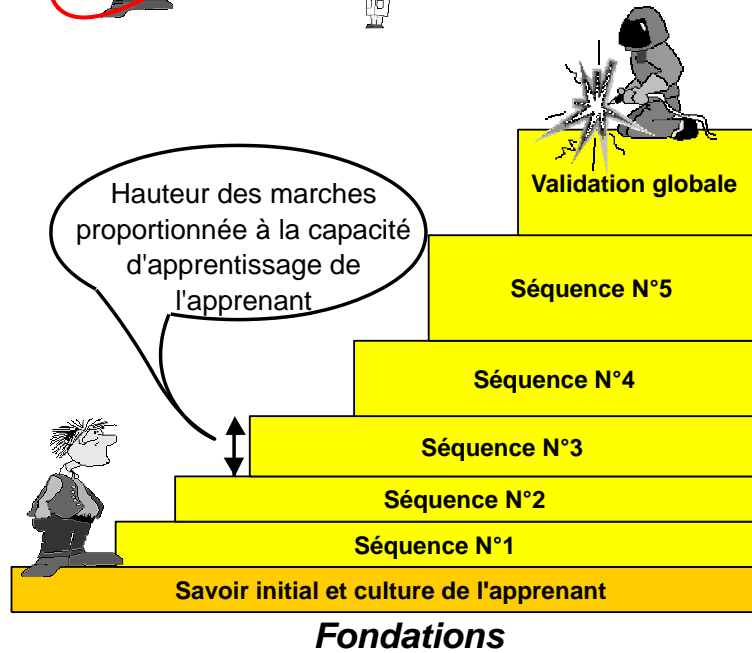 Validation globale
Hauteur des marches
proportionnée à la capacité
d'apprentissage de
l'apprenant
Séquence N°5
Séquence N°4
Séquence N°3
Séquence N°2
Séquence N°1
Savoir initial et culture de l'apprenant
Fondations